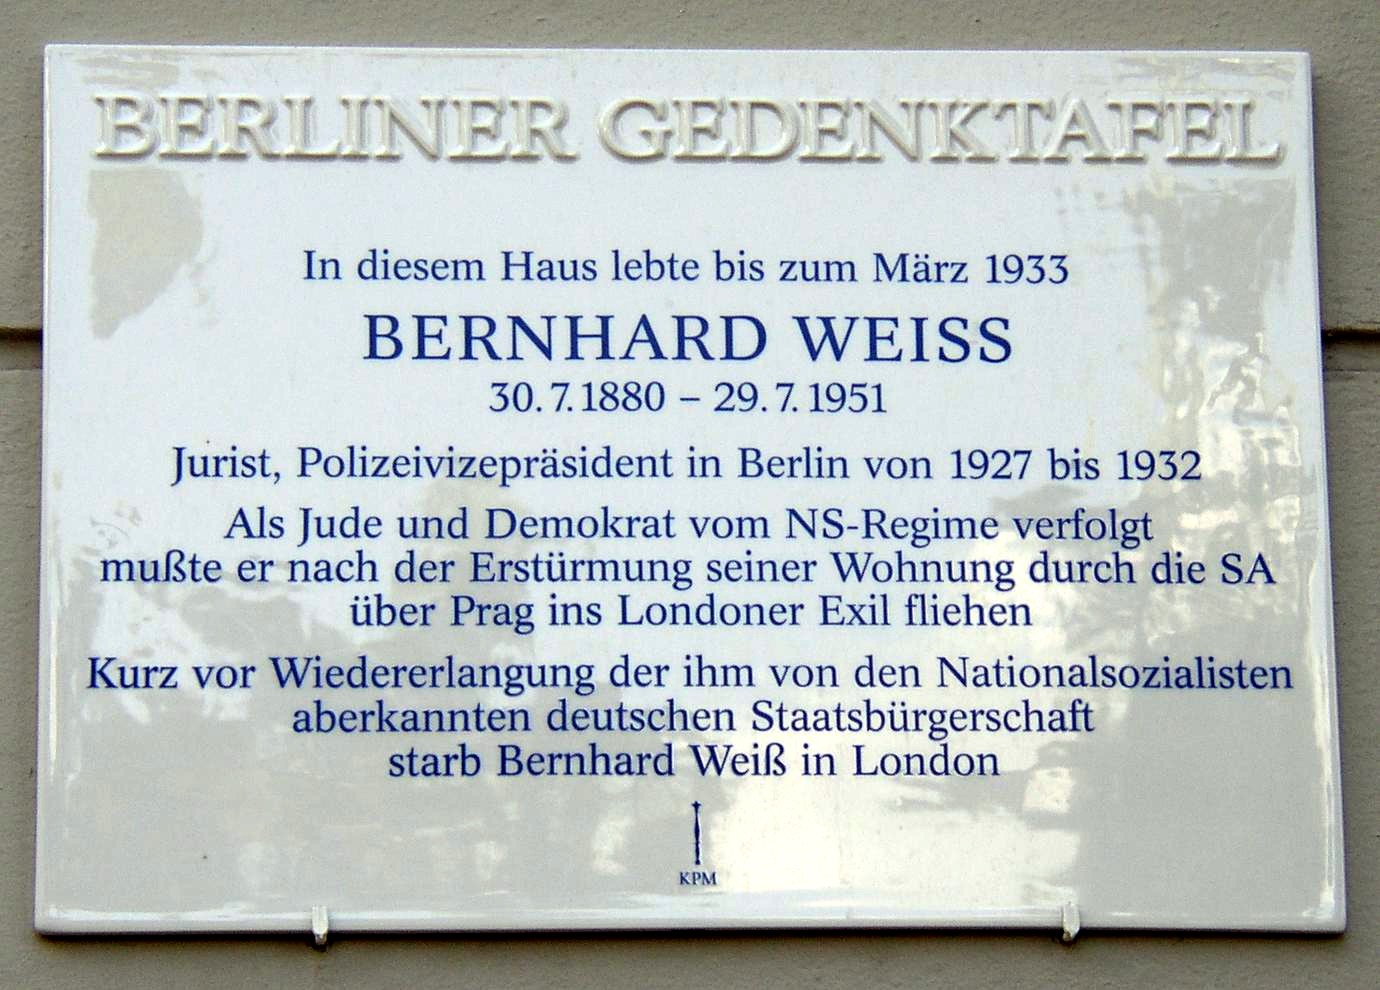 BERLINER GEDENKTAFEL
In diesem Haus lebte bis zum März 1933
BERNHARD WEISS
30.7.1880 – 29.7.1951
Jurist, Polizeivizepräsident in Berlin von 1927 bis 1932
Als Jude und Demokrat vom NS-Regime verfolgt
mußte er nach der Erstürmung seiner Wohnung durch die SA
über Prag ins Londoner Exil fliehen
Kurz vor Wiedererlangung der ihm von den Nationalsozialisten
aberkannten deutschen Staatsbürgerschaft
starb Bernhard Weiß in London
KPM